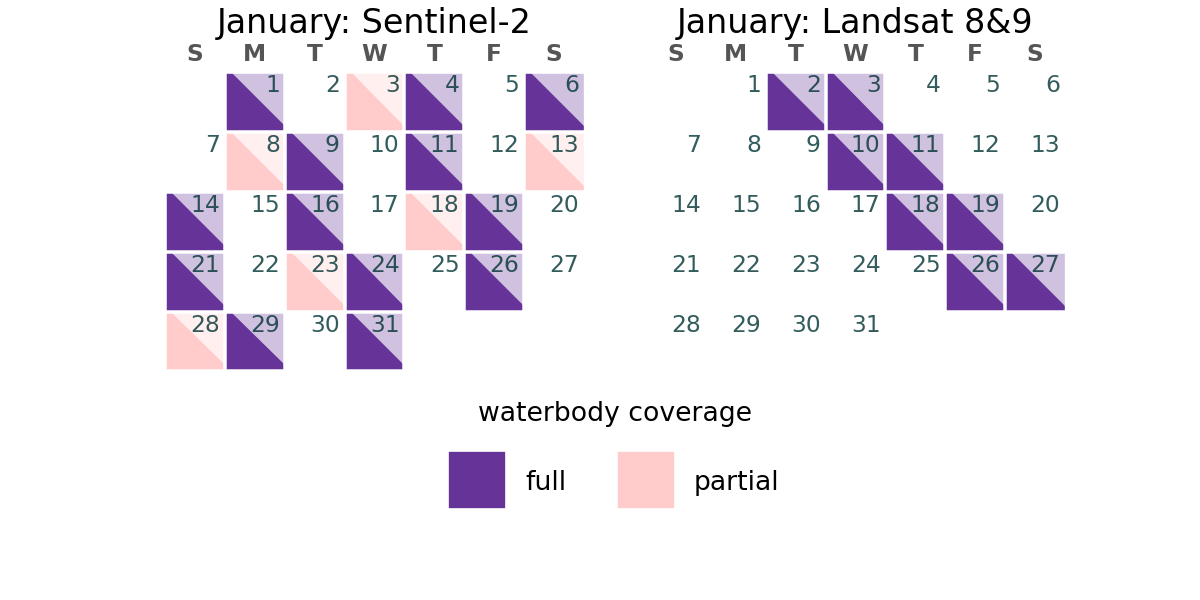 January: Sentinel-2
S M T W T F S
1 2 3 4 5 6
7 8 9 10 11 12 13
14 15 16 17 18 19 20
21 22 23 24 25 26 27
28 29 30 31
January: Landsat 8&9
S M T W T F S
1 2 3 4 5 6
7 8 9 10 11 12 13
14 15 16 17 18 19 20
21 22 23 24 25 26 27
28 29 30 31
waterbody coverage
full partial